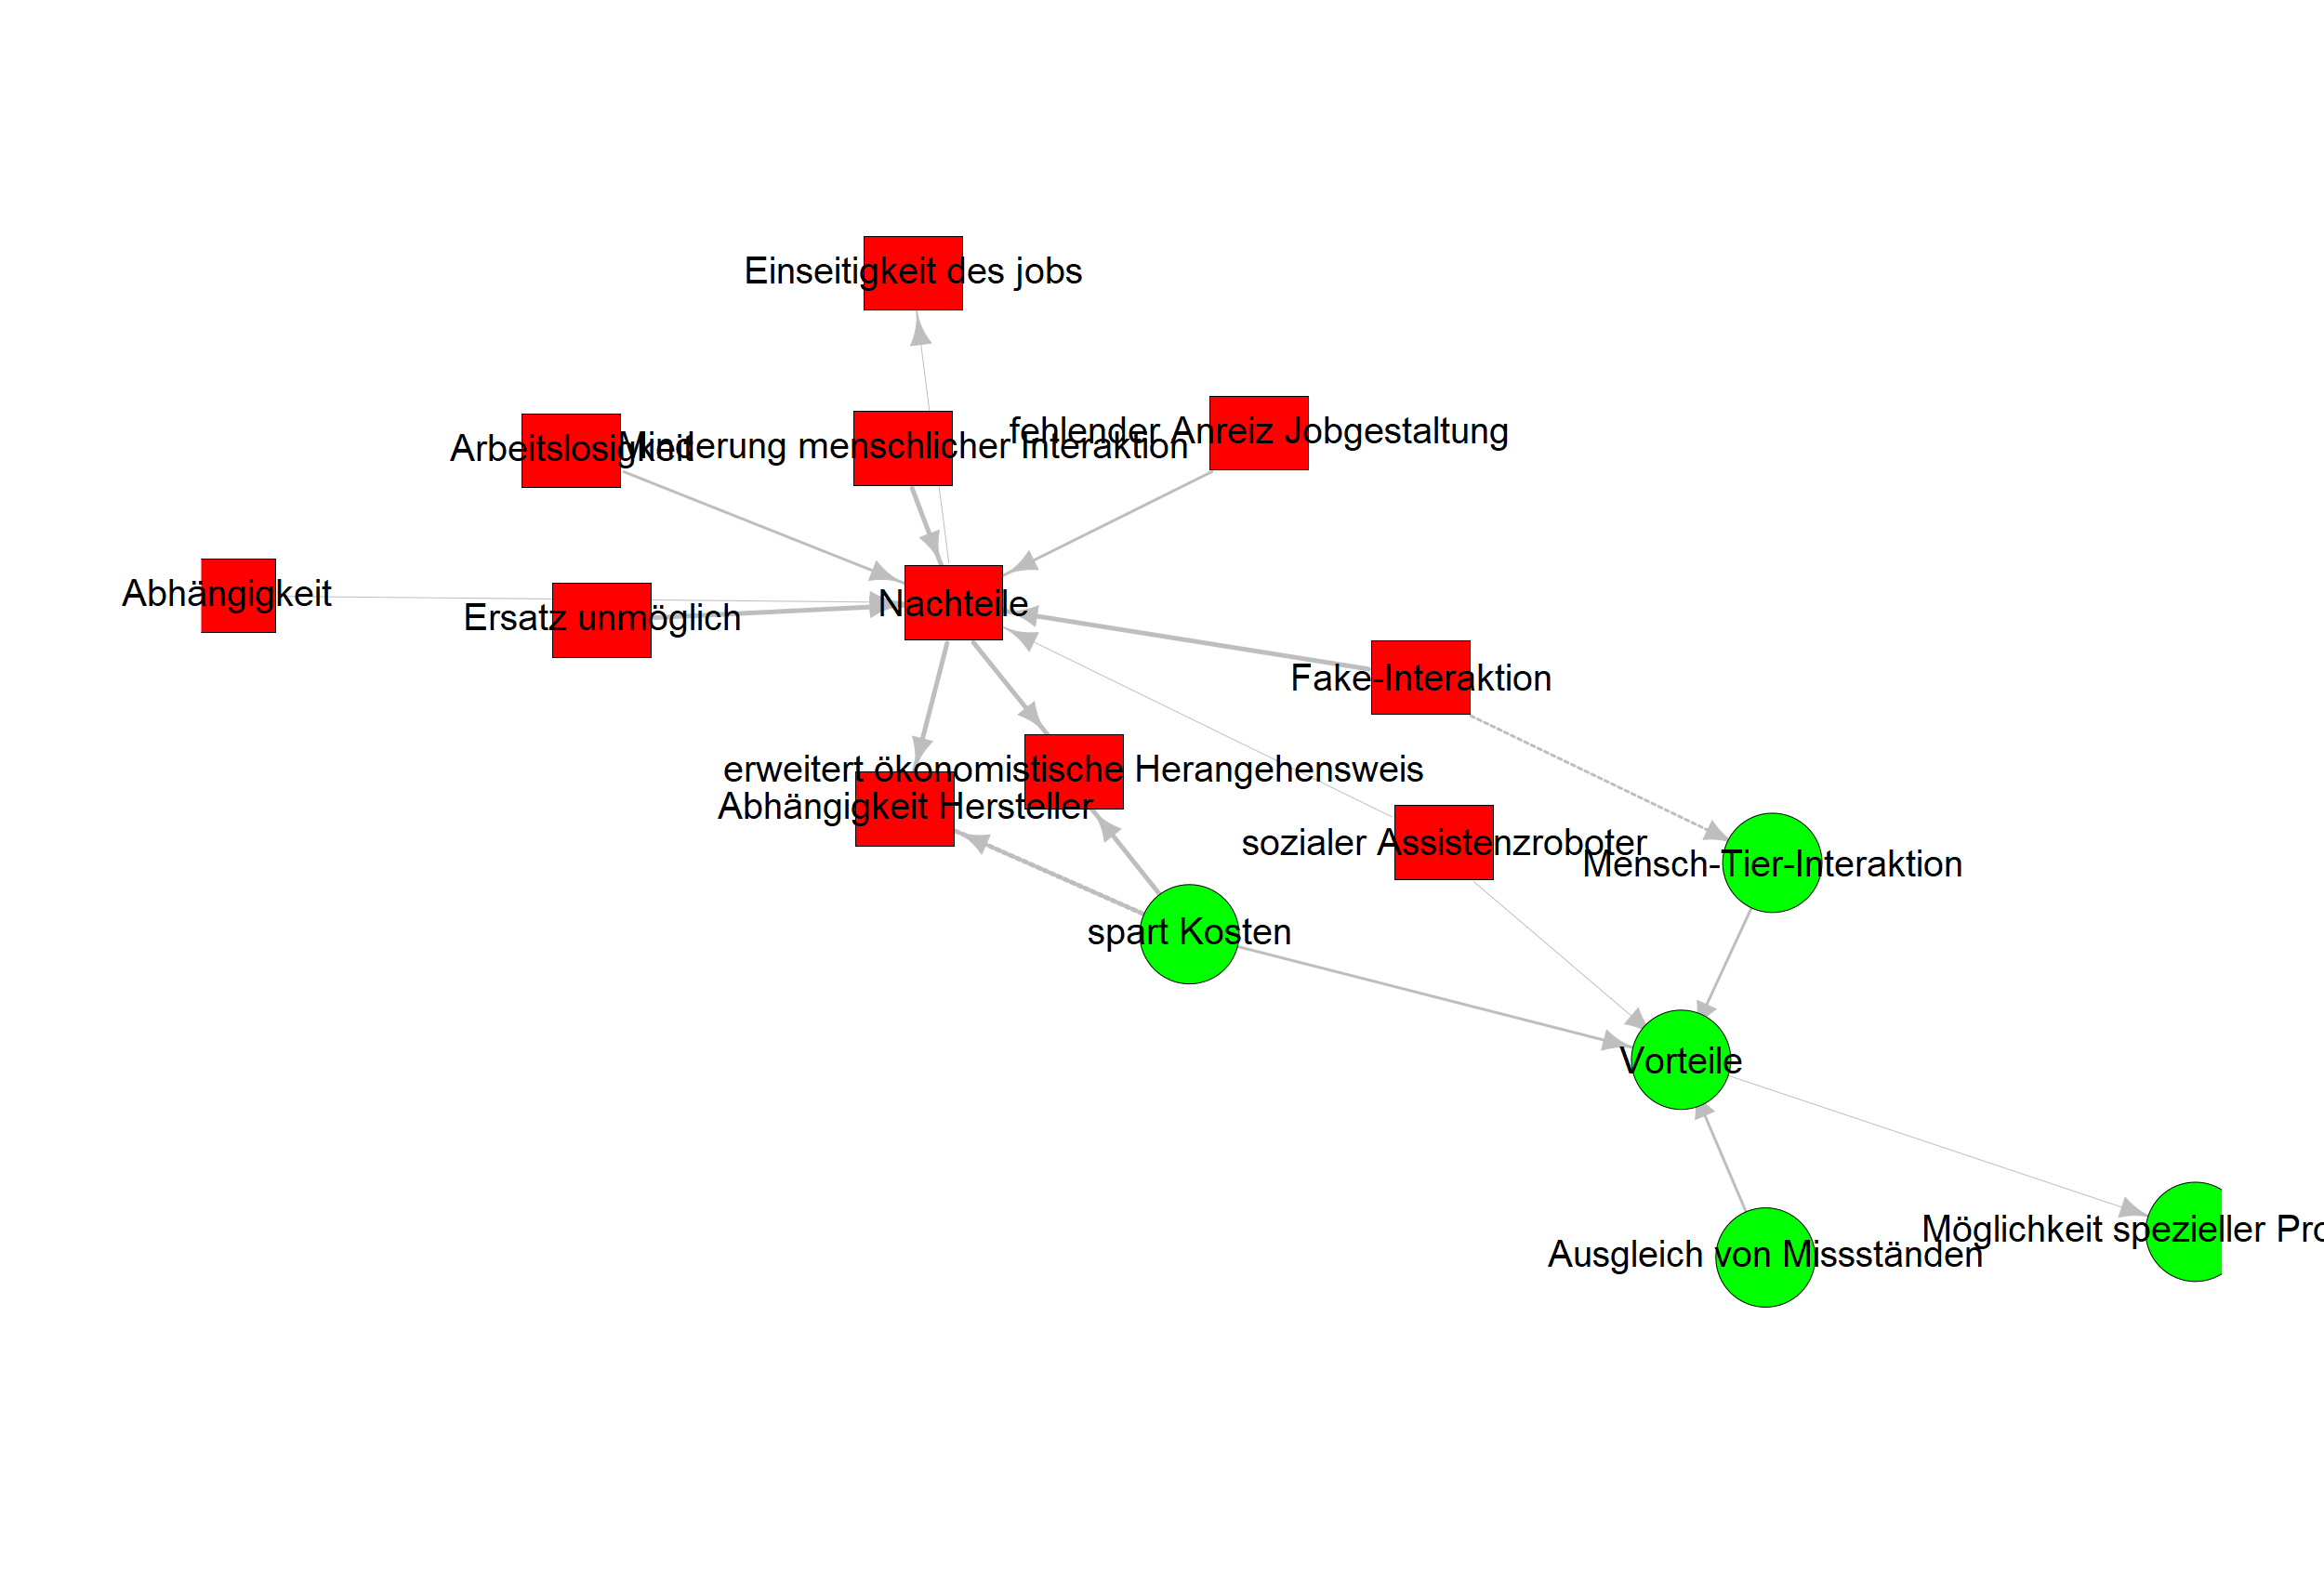 Einseitigkeit des jobs
fehlender Anreiz Jobgestaltung
Arbeitslosigkeit
Minderung menschlicher Interaktion
Abhängigkeit
Nachteile
Ersatz unmöglich
Fake-Interaktion
erweitert ökonomistische Herangehensweis
Abhängigkeit Hersteller
sozialer Assistenzroboter
Mensch-Tier-Interaktion
spart Kosten
Vorteile
Möglichkeit spezieller Pro
Ausgleich von Missständen